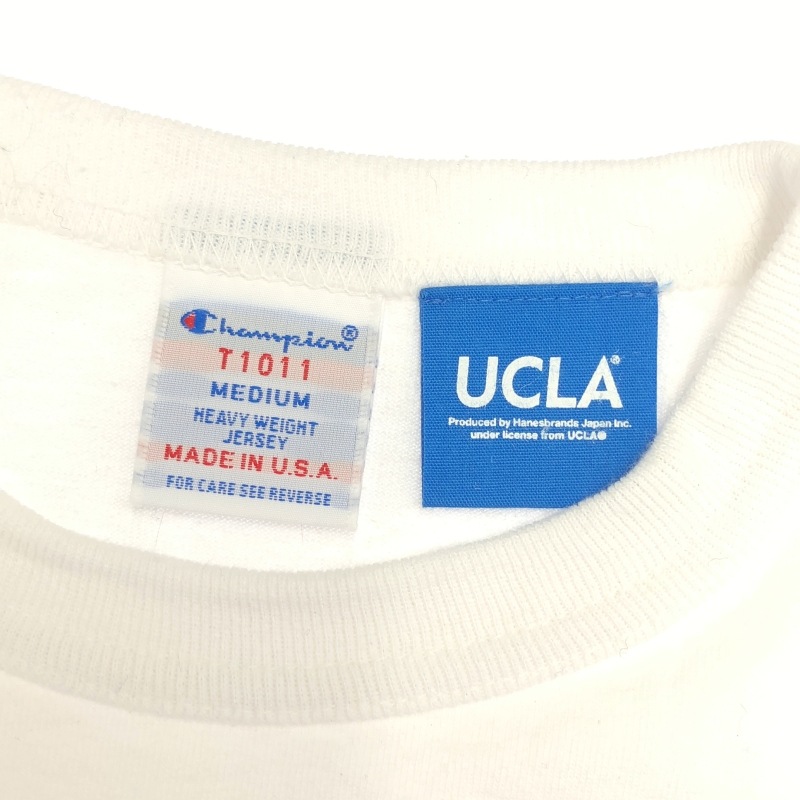 Champion®
T1011
MEDIUM
HEAVY WEIGHT
JERSEY
MADE IN U.S.A.
FOR CARE SEE REVERSE
UCLA®
Produced by Hanesbrands Japan Inc.
under license from UCLA®